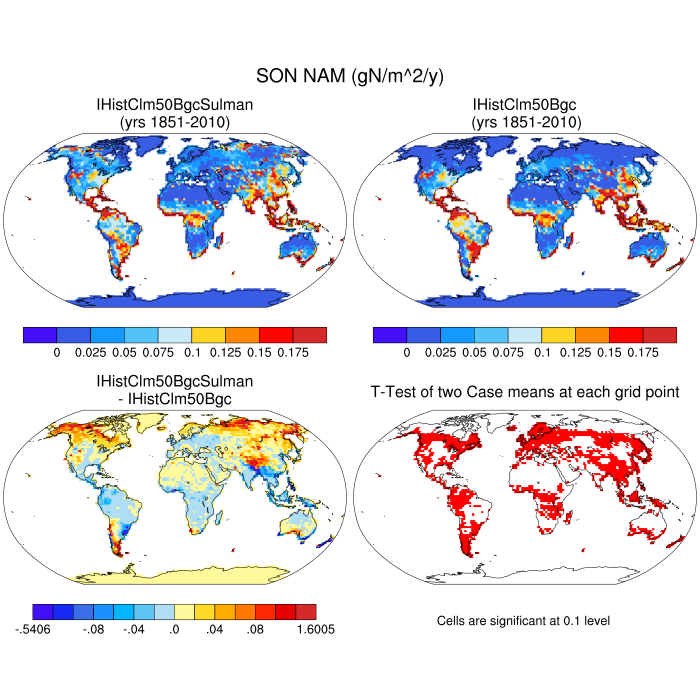 SON NAM (gN/m^2/y)
IHistClm50BgcSulman
(yrs 1851-2010)
IHistClm50Bgc
(yrs 1851-2010)
0 0.025 0.05 0.075 0.1 0.125 0.15 0.175
0 0.025 0.05 0.075 0.1 0.125 0.15 0.175
IHistClm50BgcSulman
- IHistClm50Bgc
T-Test of two Case means at each grid point
-.5406 -.08 -.04 .0 .04 .08 1.6005
Cells are significant at 0.1 level